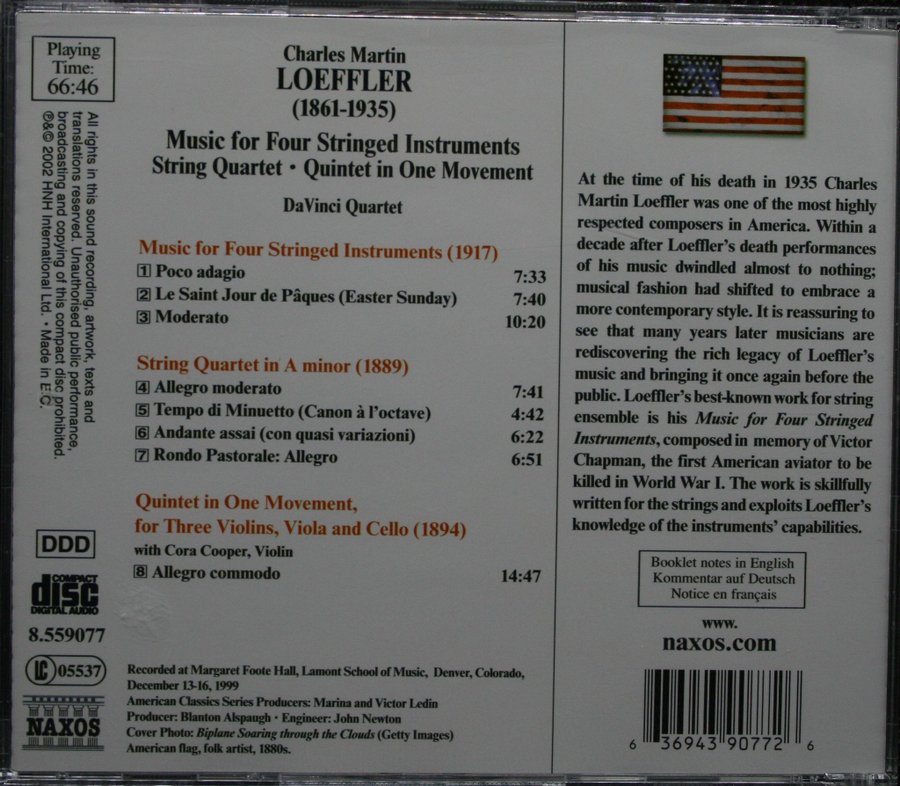 Playing
Time:
66:46
All rights in this sound recording, artwork, texts and
translations reserved. Unauthorised public performance,
broadcasting and copying of this compact disc prohibited.
℗&© 2002 HNH International Ltd. • Made in E.C.
DDD
COMPACT
disc
DIGITAL AUDIO
8.559077
LC 05537
NAXOS
Charles Martin
LOEFFLER
(1861-1935)
Music for Four Stringed Instruments
String Quartet • Quintet in One Movement
DaVinci Quartet
Music for Four Stringed Instruments (1917)
1 Poco adagio 7:33
2 Le Saint Jour de Pâques (Easter Sunday) 7:40
3 Moderato 10:20
String Quartet in A minor (1889)
4 Allegro moderato 7:41
5 Tempo di Minuetto (Canon à l'octave) 4:42
6 Andante assai (con quasi variazioni) 6:22
7 Rondo Pastorale: Allegro 6:51
Quintet in One Movement,
for Three Violins, Viola and Cello (1894)
with Cora Cooper, Violin
8 Allegro commodo 14:47
Recorded at Margaret Foote Hall, Lamont School of Music, Denver, Colorado,
December 13-16, 1999
American Classics Series Producers: Marina and Victor Ledin
Producer: Blanton Alspaugh • Engineer: John Newton
Cover Photo: Biplane Soaring through the Clouds (Getty Images)
American flag, folk artist, 1880s.
At the time of his death in 1935 Charles
Martin Loeffler was one of the most highly
respected composers in America. Within a
decade after Loeffler's death performances
of his music dwindled almost to nothing;
musical fashion had shifted to embrace a
more contemporary style. It is reassuring to
see that many years later musicians are
rediscovering the rich legacy of Loeffler's
music and bringing it once again before the
public. Loeffler's best-known work for string
ensemble is his Music for Four Stringed
Instruments, composed in memory of Victor
Chapman, the first American aviator to be
killed in World War I. The work is skillfully
written for the strings and exploits Loeffler's
knowledge of the instruments' capabilities.
Booklet notes in English
Kommentar auf Deutsch
Notice en français
www.
naxos.com
6 36943 90772 6